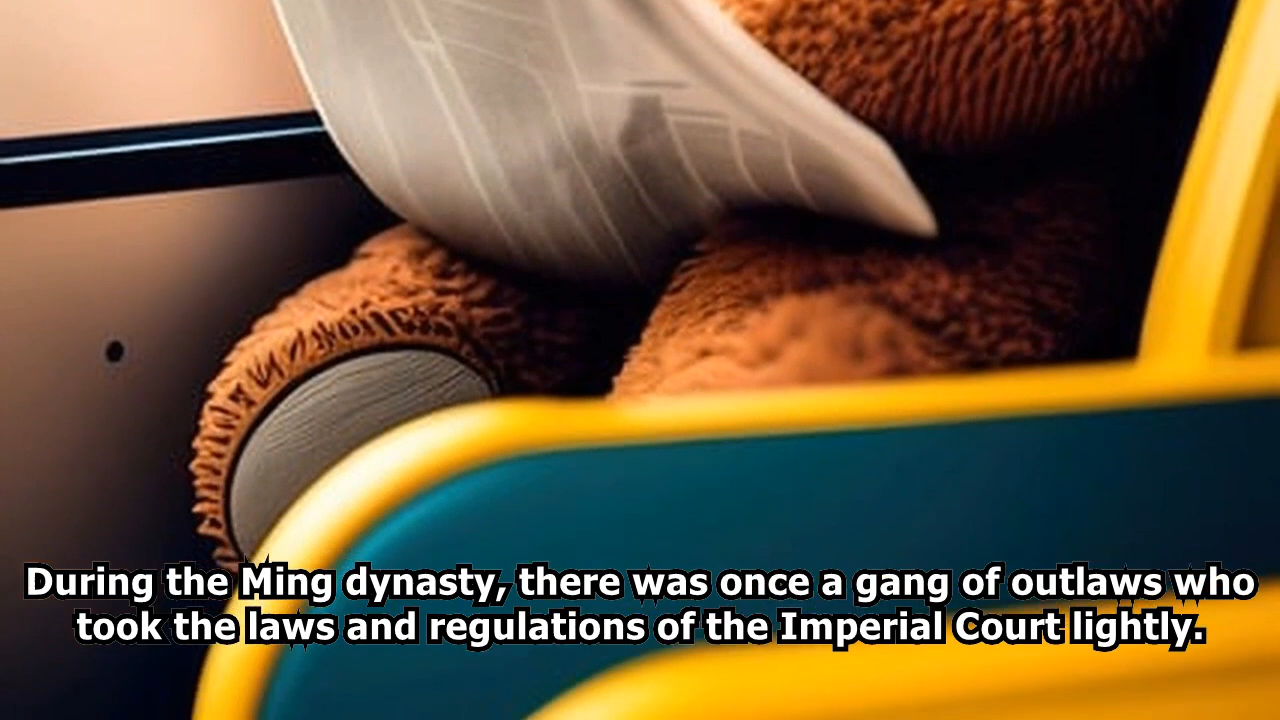 During the Ming dynasty, there was once a gang of outlaws who
took the laws and regulations of the Imperial Court lightly.